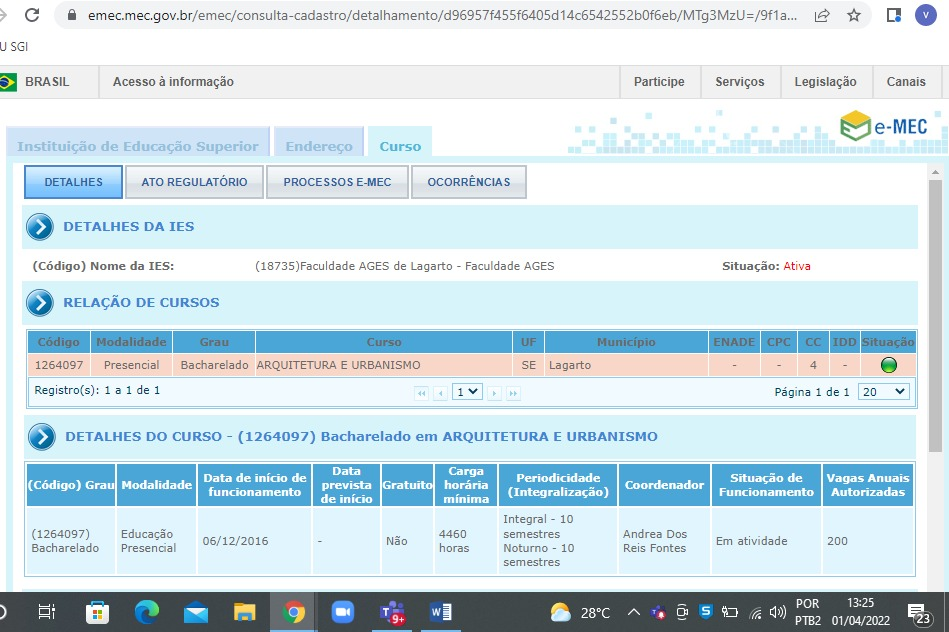 emec.mec.gov.br/emec/consulta-cadastro/detalhamento/d96957f455f6405d14c6542552b0f6eb/MTg3MzU=/9f1a...
V
U SGI
BRASIL Acesso à informação Participe Serviços Legislação Canais
e-MEC
Instituição de Educação Superior Endereço Curso
DETALHES ATO REGULATÓRIO PROCESSOS E-MEC OCORRÊNCIAS
DETALHES DA IES
(Código) Nome da IES: (18735)Faculdade AGES de Lagarto - Faculdade AGES Situação: Ativa
RELAÇÃO DE CURSOS
Código Modalidade Grau Curso UF Município ENADE CPC CC IDD Situação
1264097 Presencial Bacharelado ARQUITETURA E URBANISMO SE Lagarto - - 4 -
Registro(s): 1 a 1 de 1 1 Página 1 de 1 20
DETALHES DO CURSO - (1264097) Bacharelado em ARQUITETURA E URBANISMO
(Código) Grau Modalidade Data de início de funcionamento Data prevista de início Gratuito Carga horária mínima Periodicidade (Integralização) Coordenador Situação de Funcionamento Vagas Anuais Autorizadas
(1264097) Bacharelado Educação Presencial 06/12/2016 - Não 4460 horas Integral - 10 semestres Noturno - 10 semestres Andrea Dos Reis Fontes Em atividade 200
9+ 28°C POR 13:25
PTB2 01/04/2022 23